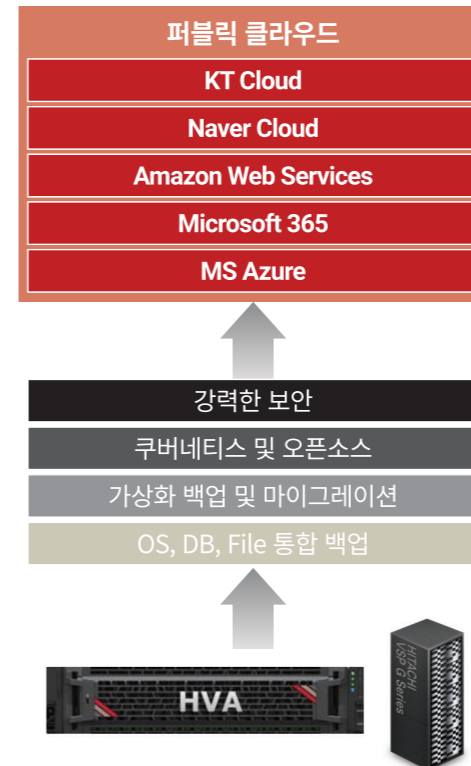 퍼블릭 클라우드
KT Cloud
Naver Cloud
Amazon Web Services
Microsoft 365
MS Azure
강력한 보안
쿠버네티스 및 오픈소스
가상화 백업 및 마이그레이션
OS, DB, File 통합 백업
HVA
HITACHI
VSP G Series